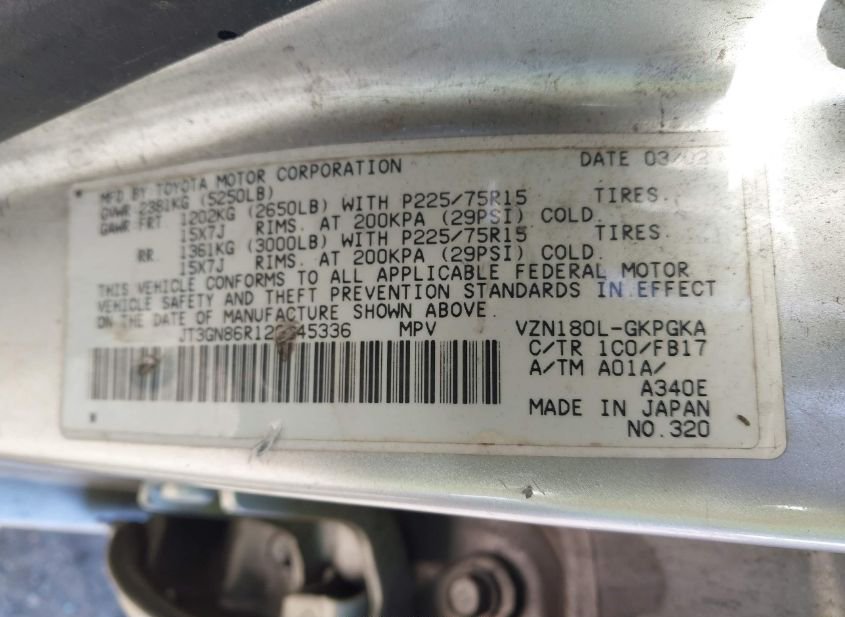 MFD BY TOYOTA MOTOR CORPORATION DATE 03/02
GVWR 2381KG (5250LB)
GAWR FRT 1202KG (2650LB) WITH P225/75R15 TIRES.
15X7J RIMS. AT 200KPA (29PSI) COLD.
RR 1361KG (3000LB) WITH P225/75R15 TIRES.
15X7J RIMS. AT 200KPA (29PSI) COLD.
THIS VEHICLE CONFORMS TO ALL APPLICABLE FEDERAL MOTOR
VEHICLE SAFETY AND THEFT PREVENTION STANDARDS IN EFFECT
ON THE DATE OF MANUFACTURE SHOWN ABOVE.
MPV VZN180L-GKPGKA
C/TR 1C0/FB17
A/TM A01A/
A340E
MADE IN JAPAN
NO.320